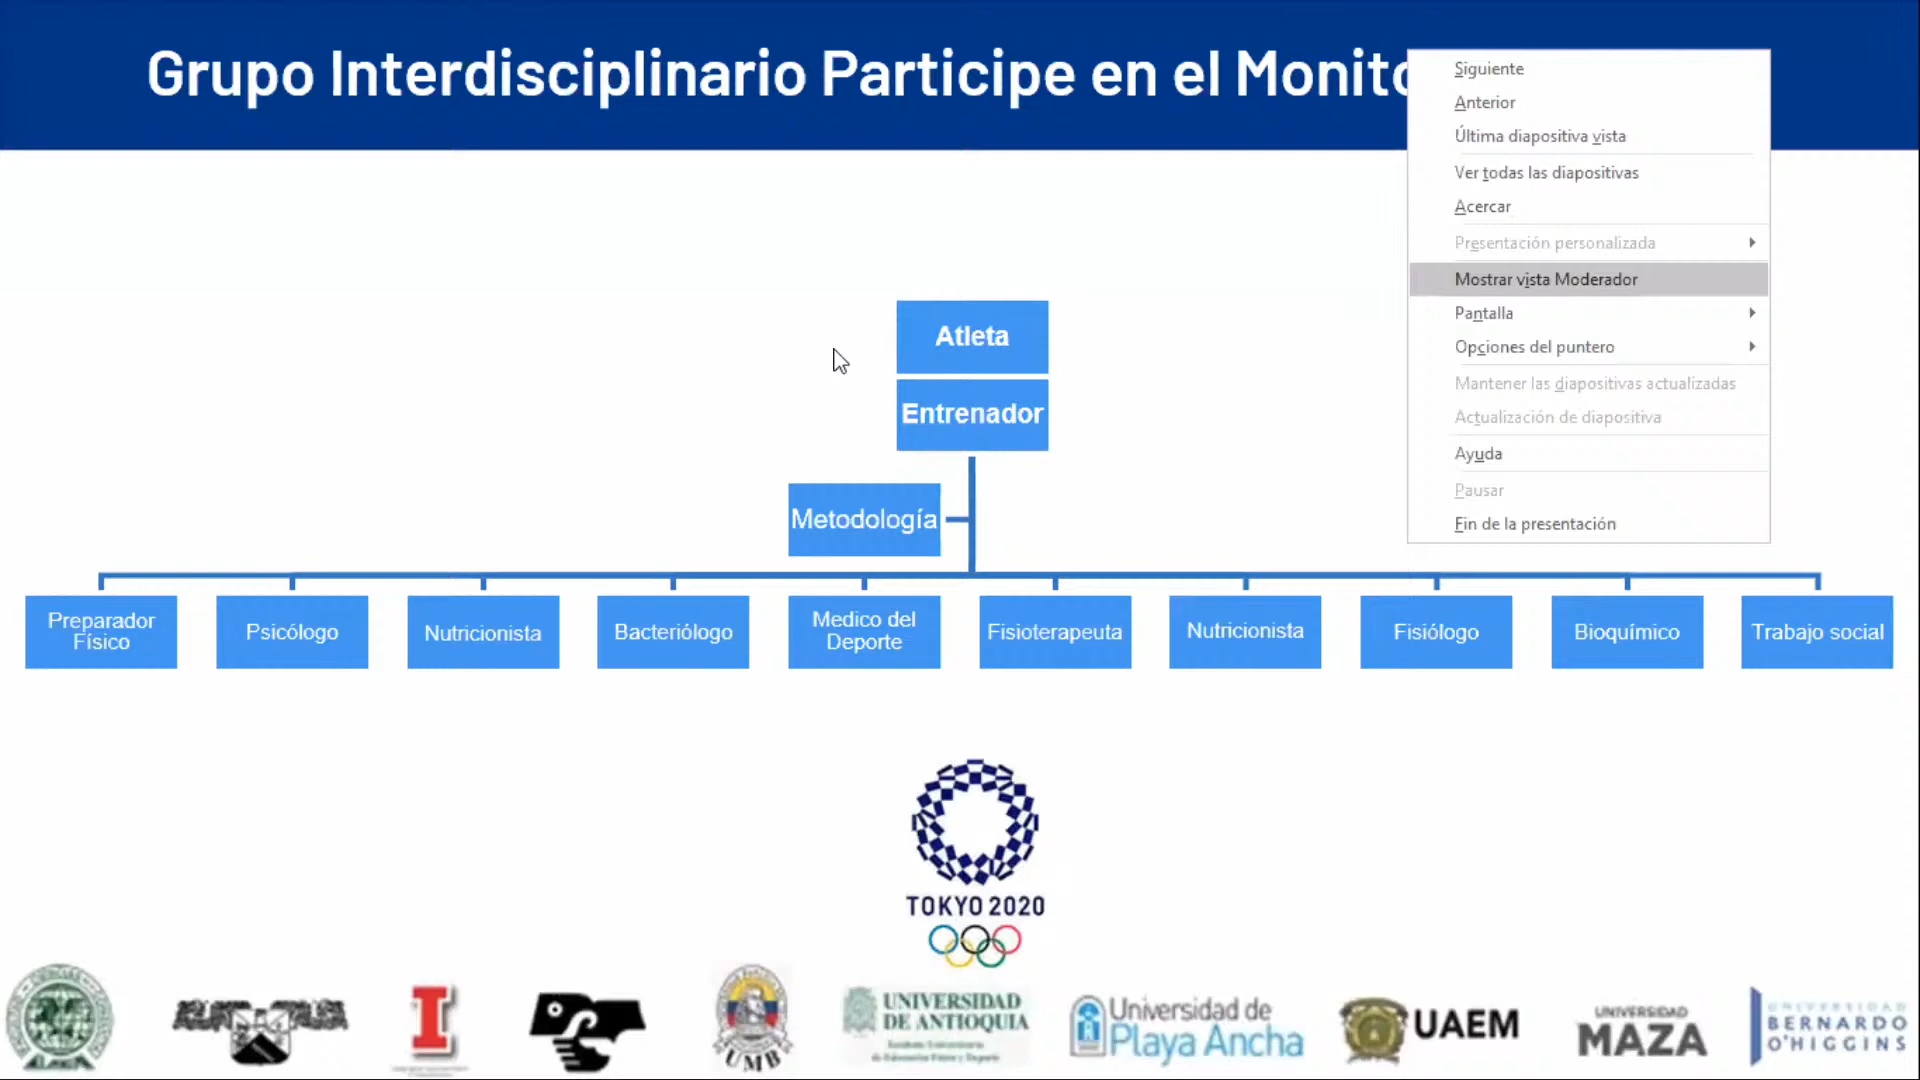 Grupo Interdisciplinario Participe en el Monito
Siguiente
Anterior
Última diapositiva vista
Ver todas las diapositivas
Acercar
Presentación personalizada
Mostrar vista Moderador
Pantalla
Opciones del puntero
Mantener las diapositivas actualizadas
Actualización de diapositiva
Ayuda
Pausar
Fin de la presentación
Atleta
Entrenador
Metodología
Preparador
Físico
Psicólogo
Nutricionista
Bacteriólogo
Medico del
Deporte
Fisioterapeuta
Nutricionista
Fisiólogo
Bioquímico
Trabajo social
TOKYO 2020
I
UMB
UNIVERSIDAD
DE ANTIOQUIA
Universidad de
Playa Ancha
UAEM
UNIVERSIDAD
MAZA
UNIVERSIDAD
BERNARDO
O'HIGGINS